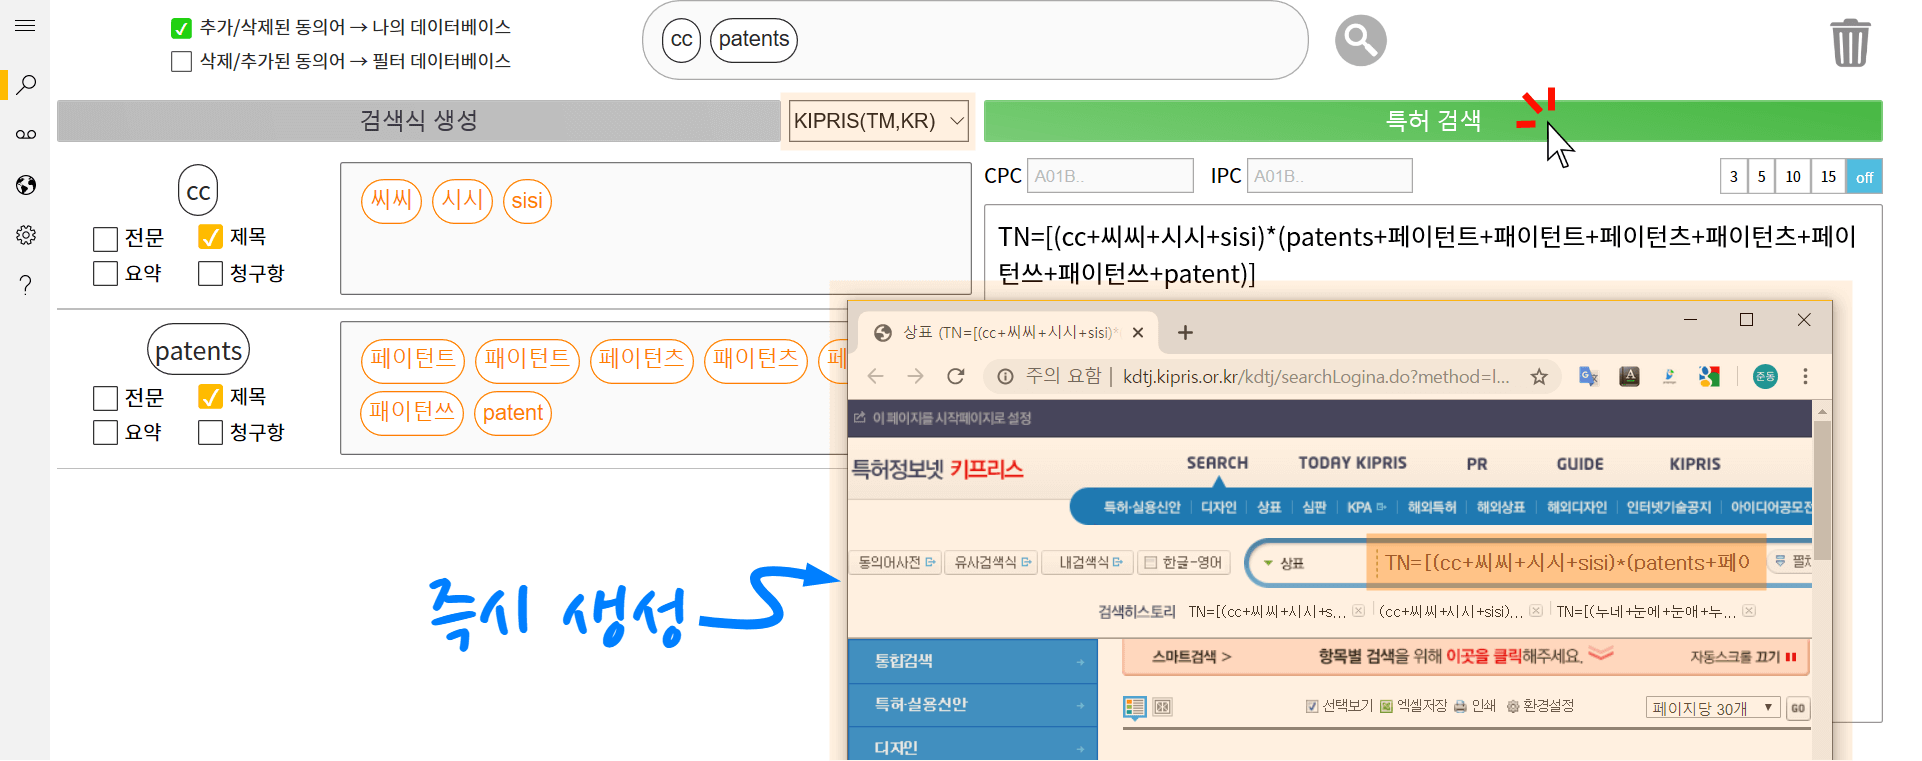 추가/삭제된 동의어 → 나의 데이터베이스
삭제/추가된 동의어 → 필터 데이터베이스
cc patents
검색식 생성
KIPRIS(TM,KR)
특허 검색
CPC A01B..
IPC A01B..
3 5 10 15 off
cc
전문 제목
요약 청구항
씨씨 시시 sisi
TN=[(cc+씨씨+시시+sisi)*(patents+페이턴트+패이턴트+페이턴츠+패이턴츠+페이
턴쓰+패이턴쓰+patent)]
patents
전문 제목
요약 청구항
페이턴트 패이턴트 페이턴츠 패이턴츠
패이턴쓰 patent
즉시 생성
상표 (TN=[(cc+씨씨+시시+sisi)*
주의 요함 | kdtj.kipris.or.kr/kdtj/searchLogina.do?method=l...
준동
이 페이지를 시작페이지로 설정
특허정보넷 키프리스
SEARCH TODAY KIPRIS PR GUIDE KIPRIS
특허·실용신안 디자인 상표 심판 KPA 해외특허 해외상표 해외디자인 인터넷기술공지 아이디어공모전
동의어사전 유사검색식 내검색식 한글-영어
상표 TN=[(cc+씨씨+시시+sisi)*(patents+페이
검색히스토리 TN=[(cc+씨씨+시시+s... (cc+씨씨+시시+sisi)... TN=[(누네+눈에+눈애+누...
통합검색
특허·실용신안
디자인
스마트검색 > 항목별 검색을 위해 이곳을 클릭해주세요. 자동스크롤 끄기
선택보기 엑셀저장 인쇄 환경설정
페이지당 30개 GO